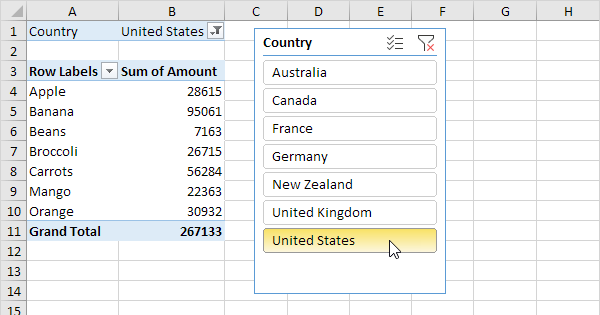 A B C D E F G H
1 Country United States
2
3 Row Labels Sum of Amount
4 Apple 28615
5 Banana 95061
6 Beans 7163
7 Broccoli 26715
8 Carrots 56284
9 Mango 22363
10 Orange 30932
11 Grand Total 267133
12
13
14
15
Country
Australia
Canada
France
Germany
New Zealand
United Kingdom
United States